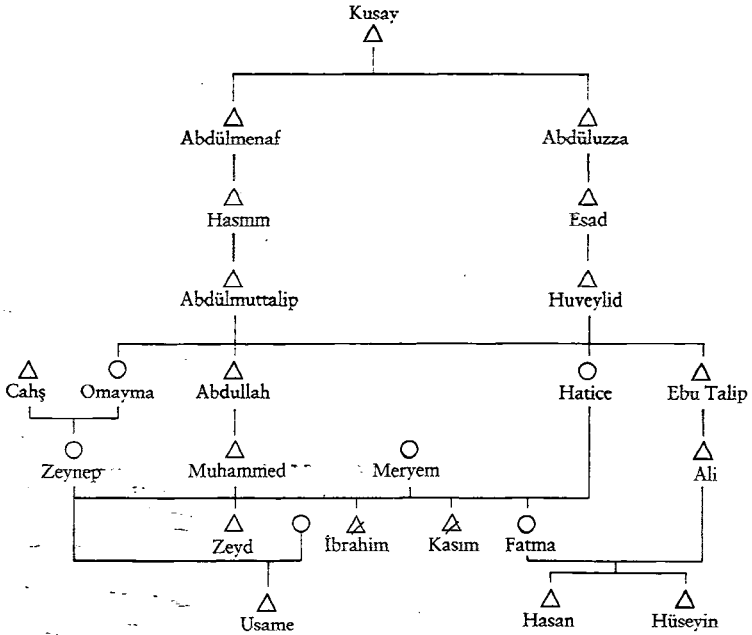 Kusay
Abdülmenaf Abdüluzza
Hasmm Esad
Abdülmuttalip Huveylid
Cahş Omayma Abdullah Hatice Ebu Talip
Zeynep Muhammed Meryem Ali
Zeyd İbrahim Kasım Fatma
Usame Hasan Hüseyin